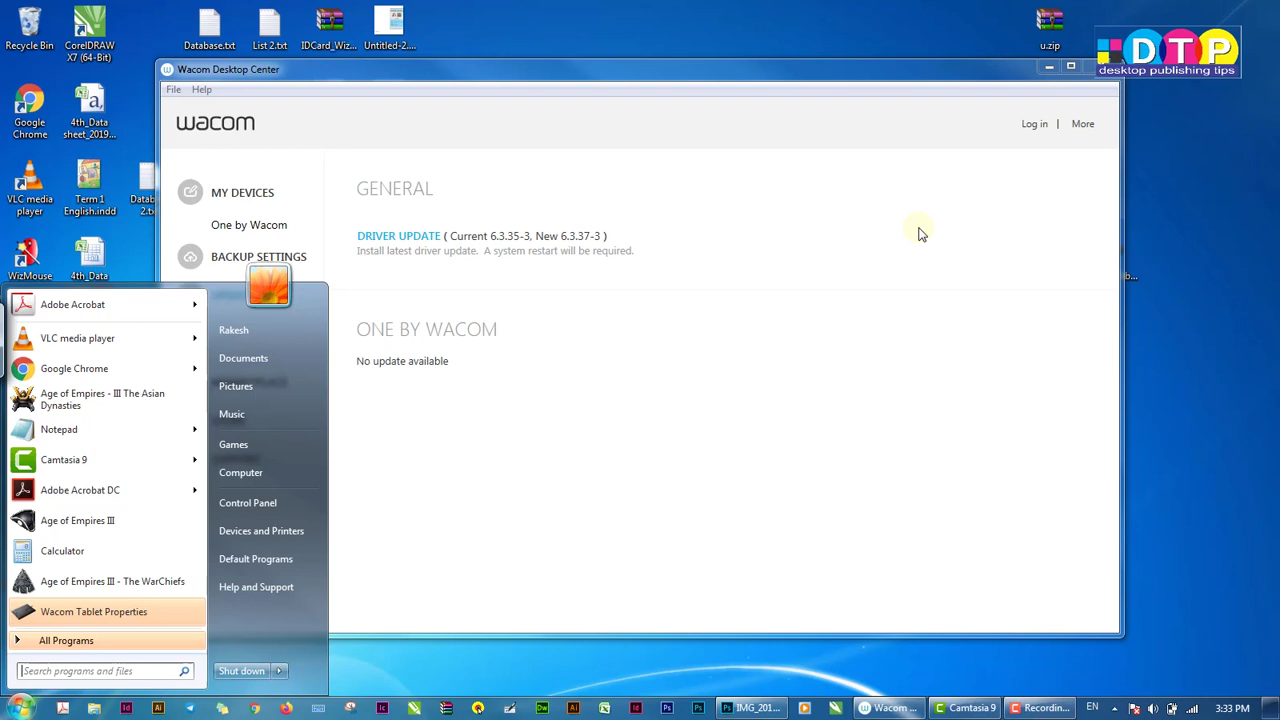 Recycle Bin
CorelDRAW
X7 (64-Bit)
Database.txt
List 2.txt
IDCard_Wiz...
Untitled-2....
u.zip
DTP
desktop publishing tips
Wacom Desktop Center
File Help
wacom
Log in | More
Google
Chrome
4th_Data
sheet_2019...
VLC media
player
Term 1
English.indd
WizMouse
4th_Data
MY DEVICES
One by Wacom
BACKUP SETTINGS
GENERAL
DRIVER UPDATE ( Current 6.3.35-3, New 6.3.37-3 )
Install latest driver update. A system restart will be required.
ONE BY WACOM
No update available
Adobe Acrobat
VLC media player
Google Chrome
Age of Empires - III The Asian
Dynasties
Notepad
Camtasia 9
Adobe Acrobat DC
Age of Empires III
Calculator
Age of Empires III - The WarChiefs
Wacom Tablet Properties
All Programs
Search programs and files
Rakesh
Documents
Pictures
Music
Games
Computer
Control Panel
Devices and Printers
Default Programs
Help and Support
Shut down
IMG_201...
Wacom ...
Camtasia 9
Recordin...
EN
3:33 PM